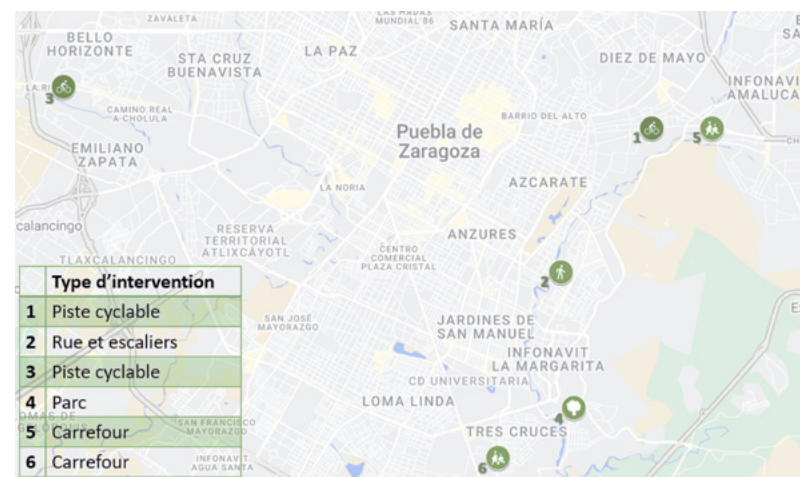 ZAVALETA
LAS HADAS
MUNDIAL 86
SANTA MARÍA
BELLO
HORIZONTE
STA CRUZ
BUENAVISTA
LA PAZ
DIEZ DE MAYO
INFONAVIT
AMALUCA
3
CAMINO REAL
A CHOLULA
Puebla de
Zaragoza
BARRIO DEL ALTO
1
5
EMILIANO
ZAPATA
LA NORIA
AZCARATE
calancingo
RESERVA
TERRITORIAL
ATLIXCÁYOTL
ANZURES
TLAXCALANCINGO
CENTRO
COMERCIAL
PLAZA CRISTAL
2
SAN JOSÉ
MAYORAZGO
JARDINES DE
SAN MANUEL
INFONAVIT
LA MARGARITA
CD UNIVERSITARIA
LOMA LINDA
4
SAN FRANCISCO
MAYORAZGO
TRES CRUCES
INFONAVIT
AGUA SANTA
6
Type d'intervention
1 Piste cyclable
2 Rue et escaliers
3 Piste cyclable
4 Parc
5 Carrefour
6 Carrefour